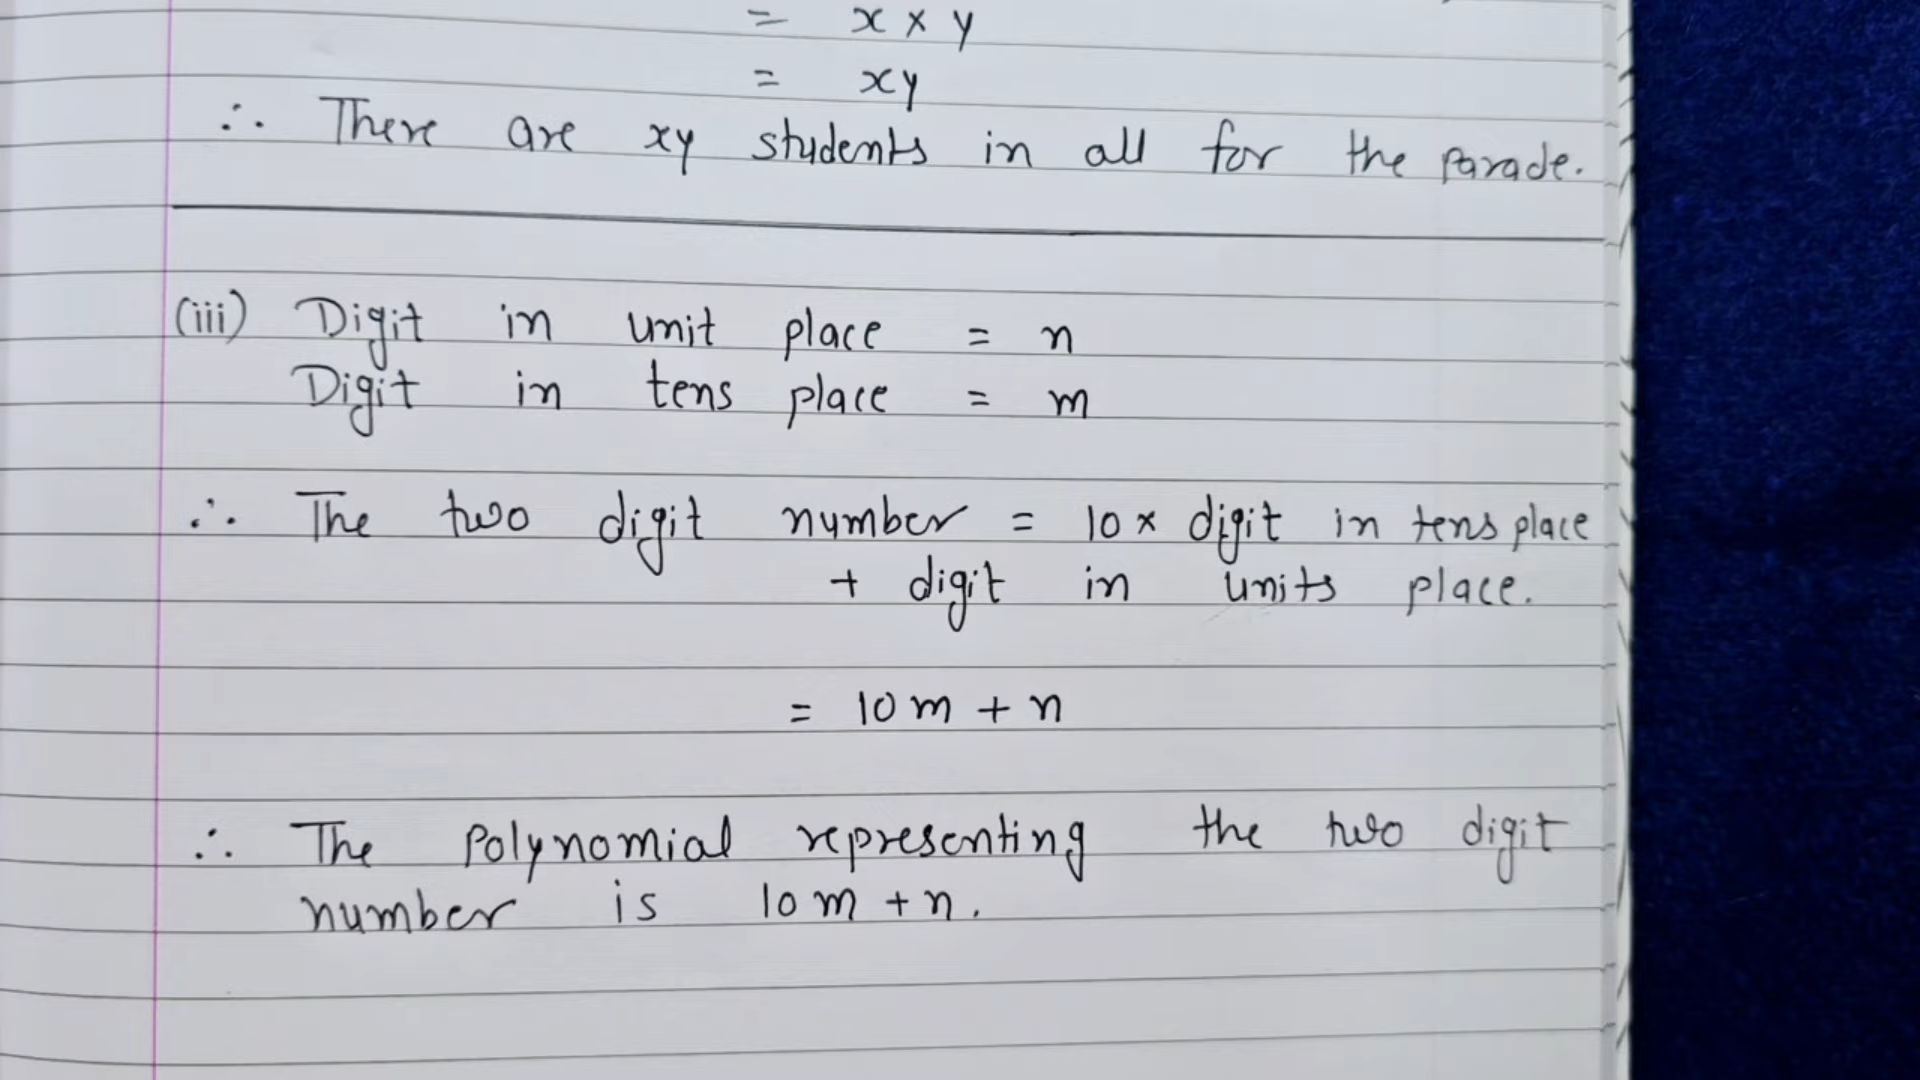 = x × y
= xy
∴ There are xy students in all for the parade.
(iii) Digit in unit place = n
Digit in tens place = m
∴ The two digit number = 10 × digit in tens place
+ digit in units place.
= 10m + n
∴ The Polynomial representing the two digit
number is 10m + n.